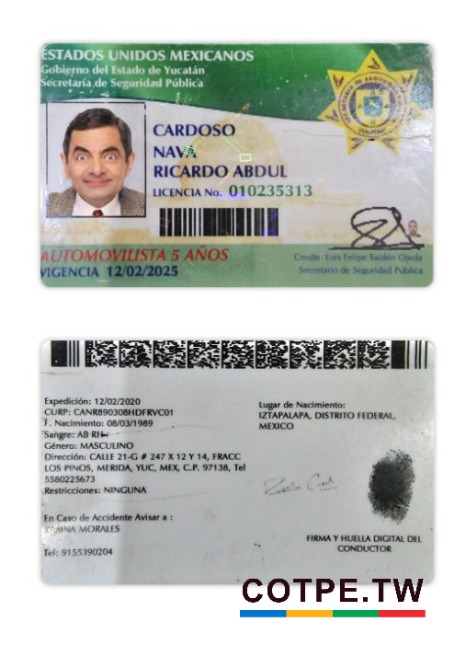 ESTADOS UNIDOS MEXICANOS
Gobierno del Estado de Yucatán
Secretaría de Seguridad Pública
CARDOSO
NAVA
RICARDO ABDUL
LICENCIA No. 010235313
AUTOMOVILISTA 5 AÑOS
VIGENCIA 12/02/2025
Cmdte. Luis Felipe Saidén Ojeda
Secretario de Seguridad Pública
Expedición: 12/02/2020
CURP: CANR890308HDFRVC01
F. Nacimiento: 08/03/1989
Sangre: AB RH
Género: MASCULINO
Dirección: CALLE 21-G # 247 X 12 Y 14, FRACC
LOS PINOS, MERIDA, YUC, MEX, C.P. 97138, Tel
5580225673
Restricciones: NINGUNA
Lugar de Nacimiento:
IZTAPALAPA, DISTRITO FEDERAL,
MEXICO
En Caso de Accidente Avisar a :
MORALES
Tel: 9155390204
FIRMA Y HUELLA DIGITAL DEL
CONDUCTOR
COTPE.TW